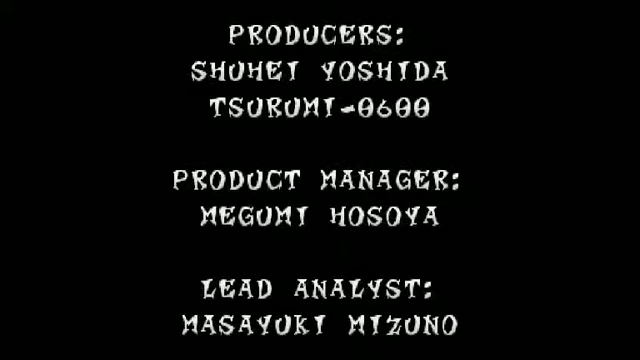 PRODUCERS:
SHUHEI YOSHIDA
TSURUMI-0600
PRODUCT MANAGER:
MEGUMI HOSOYA
LEAD ANALYST:
MASAYUKI MIZUNO